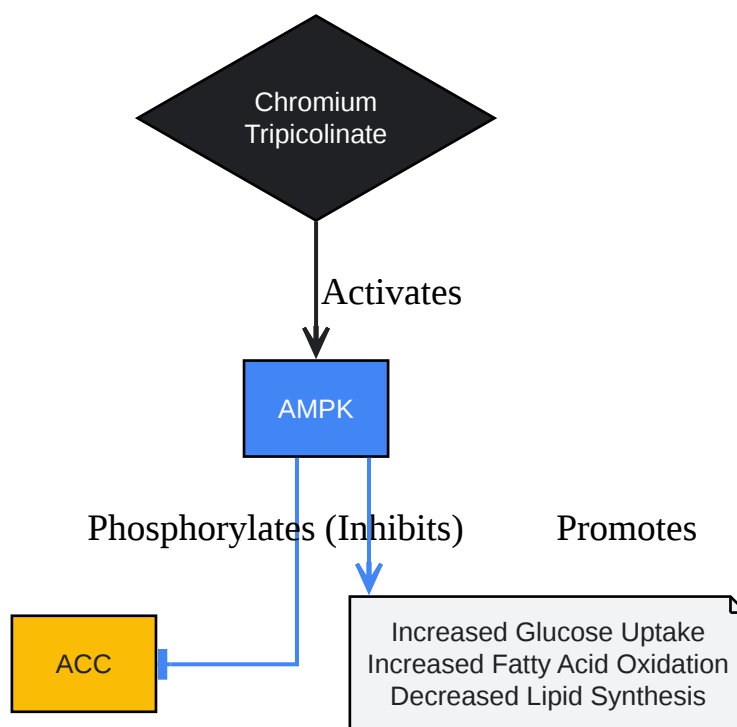 Chromium
Tripicolinate
Activates
AMPK
Phosphorylates (Inhibits)
Promotes
ACC
Increased Glucose Uptake
Increased Fatty Acid Oxidation
Decreased Lipid Synthesis